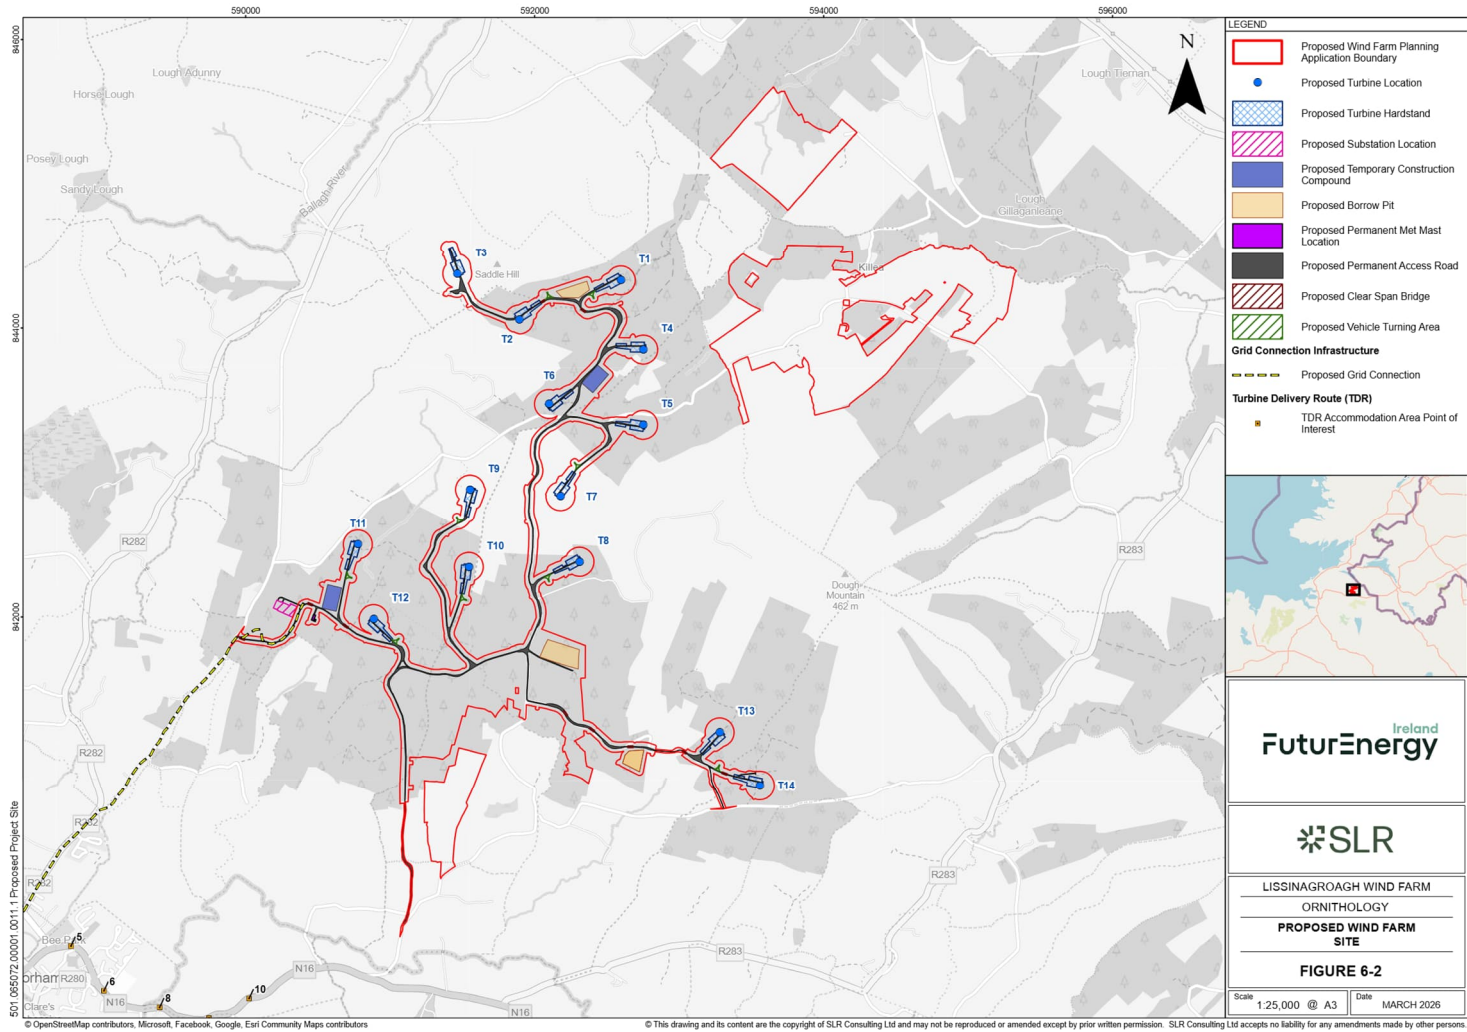 590000
592000
594000
596000
846000
844000
842000
501.065072.00001.0011.1 Proposed Project Site
N
Lough Adunny
Horse Lough
Posey Lough
Sandy Lough
Ballagh River
Lough Tiernan
Lough
Gillaganleane
Killea
Saddle Hill
T3
T1
T2
T4
T6
T5
T9
T7
T11
T10
T8
T12
T13
T14
Dough
Mountain
462 m
R282
R283
4
R282
R282
R283
R283
Bee Park
5
R280
6
N16
8
10
N16
N16
Clare's
LEGEND
Proposed Wind Farm Planning
Application Boundary
Proposed Turbine Location
Proposed Turbine Hardstand
Proposed Substation Location
Proposed Temporary Construction
Compound
Proposed Borrow Pit
Proposed Permanent Met Mast
Location
Proposed Permanent Access Road
Proposed Clear Span Bridge
Proposed Vehicle Turning Area
Grid Connection Infrastructure
Proposed Grid Connection
Turbine Delivery Route (TDR)
TDR Accommodation Area Point of
Interest
Ireland
FuturEnergy
SLR
LISSINAGROAGH WIND FARM
ORNITHOLOGY
PROPOSED WIND FARM
SITE
FIGURE 6-2
Scale
1:25,000 @ A3
Date
MARCH 2026
© OpenStreetMap contributors, Microsoft, Facebook, Google, Esri Community Maps contributors
© This drawing and its content are the copyright of SLR Consulting Ltd and may not be reproduced or amended except by prior written permission. SLR Consulting Ltd accepts no liability for any amendments made by other persons.